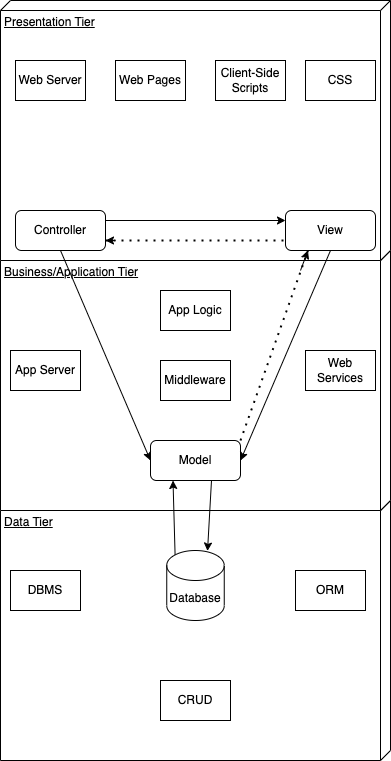 Presentation Tier
Web Server
Web Pages
Client-Side
Scripts
CSS
Controller
View
Business/Application Tier
App Logic
App Server
Middleware
Web
Services
Model
Data Tier
DBMS
Database
ORM
CRUD